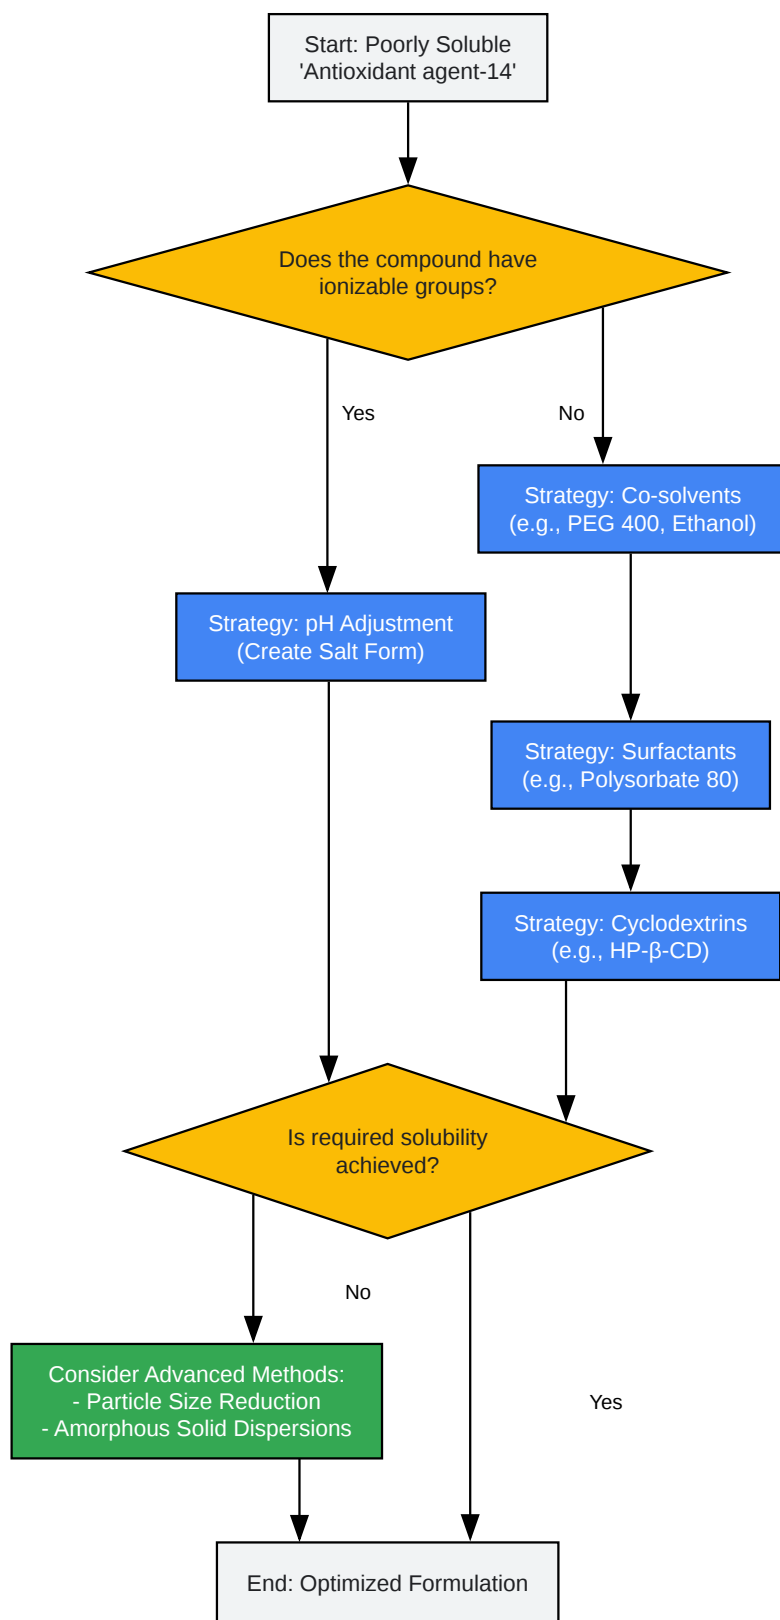 Start: Poorly Soluble
'Antioxidant agent-14'
Does the compound have
ionizable groups?
Yes
No
Strategy: Co-solvents
(e.g., PEG 400, Ethanol)
Strategy: pH Adjustment
(Create Salt Form)
Strategy: Surfactants
(e.g., Polysorbate 80)
Strategy: Cyclodextrins
(e.g., HP-β-CD)
Is required solubility
achieved?
No
Consider Advanced Methods:
- Particle Size Reduction
- Amorphous Solid Dispersions
Yes
End: Optimized Formulation